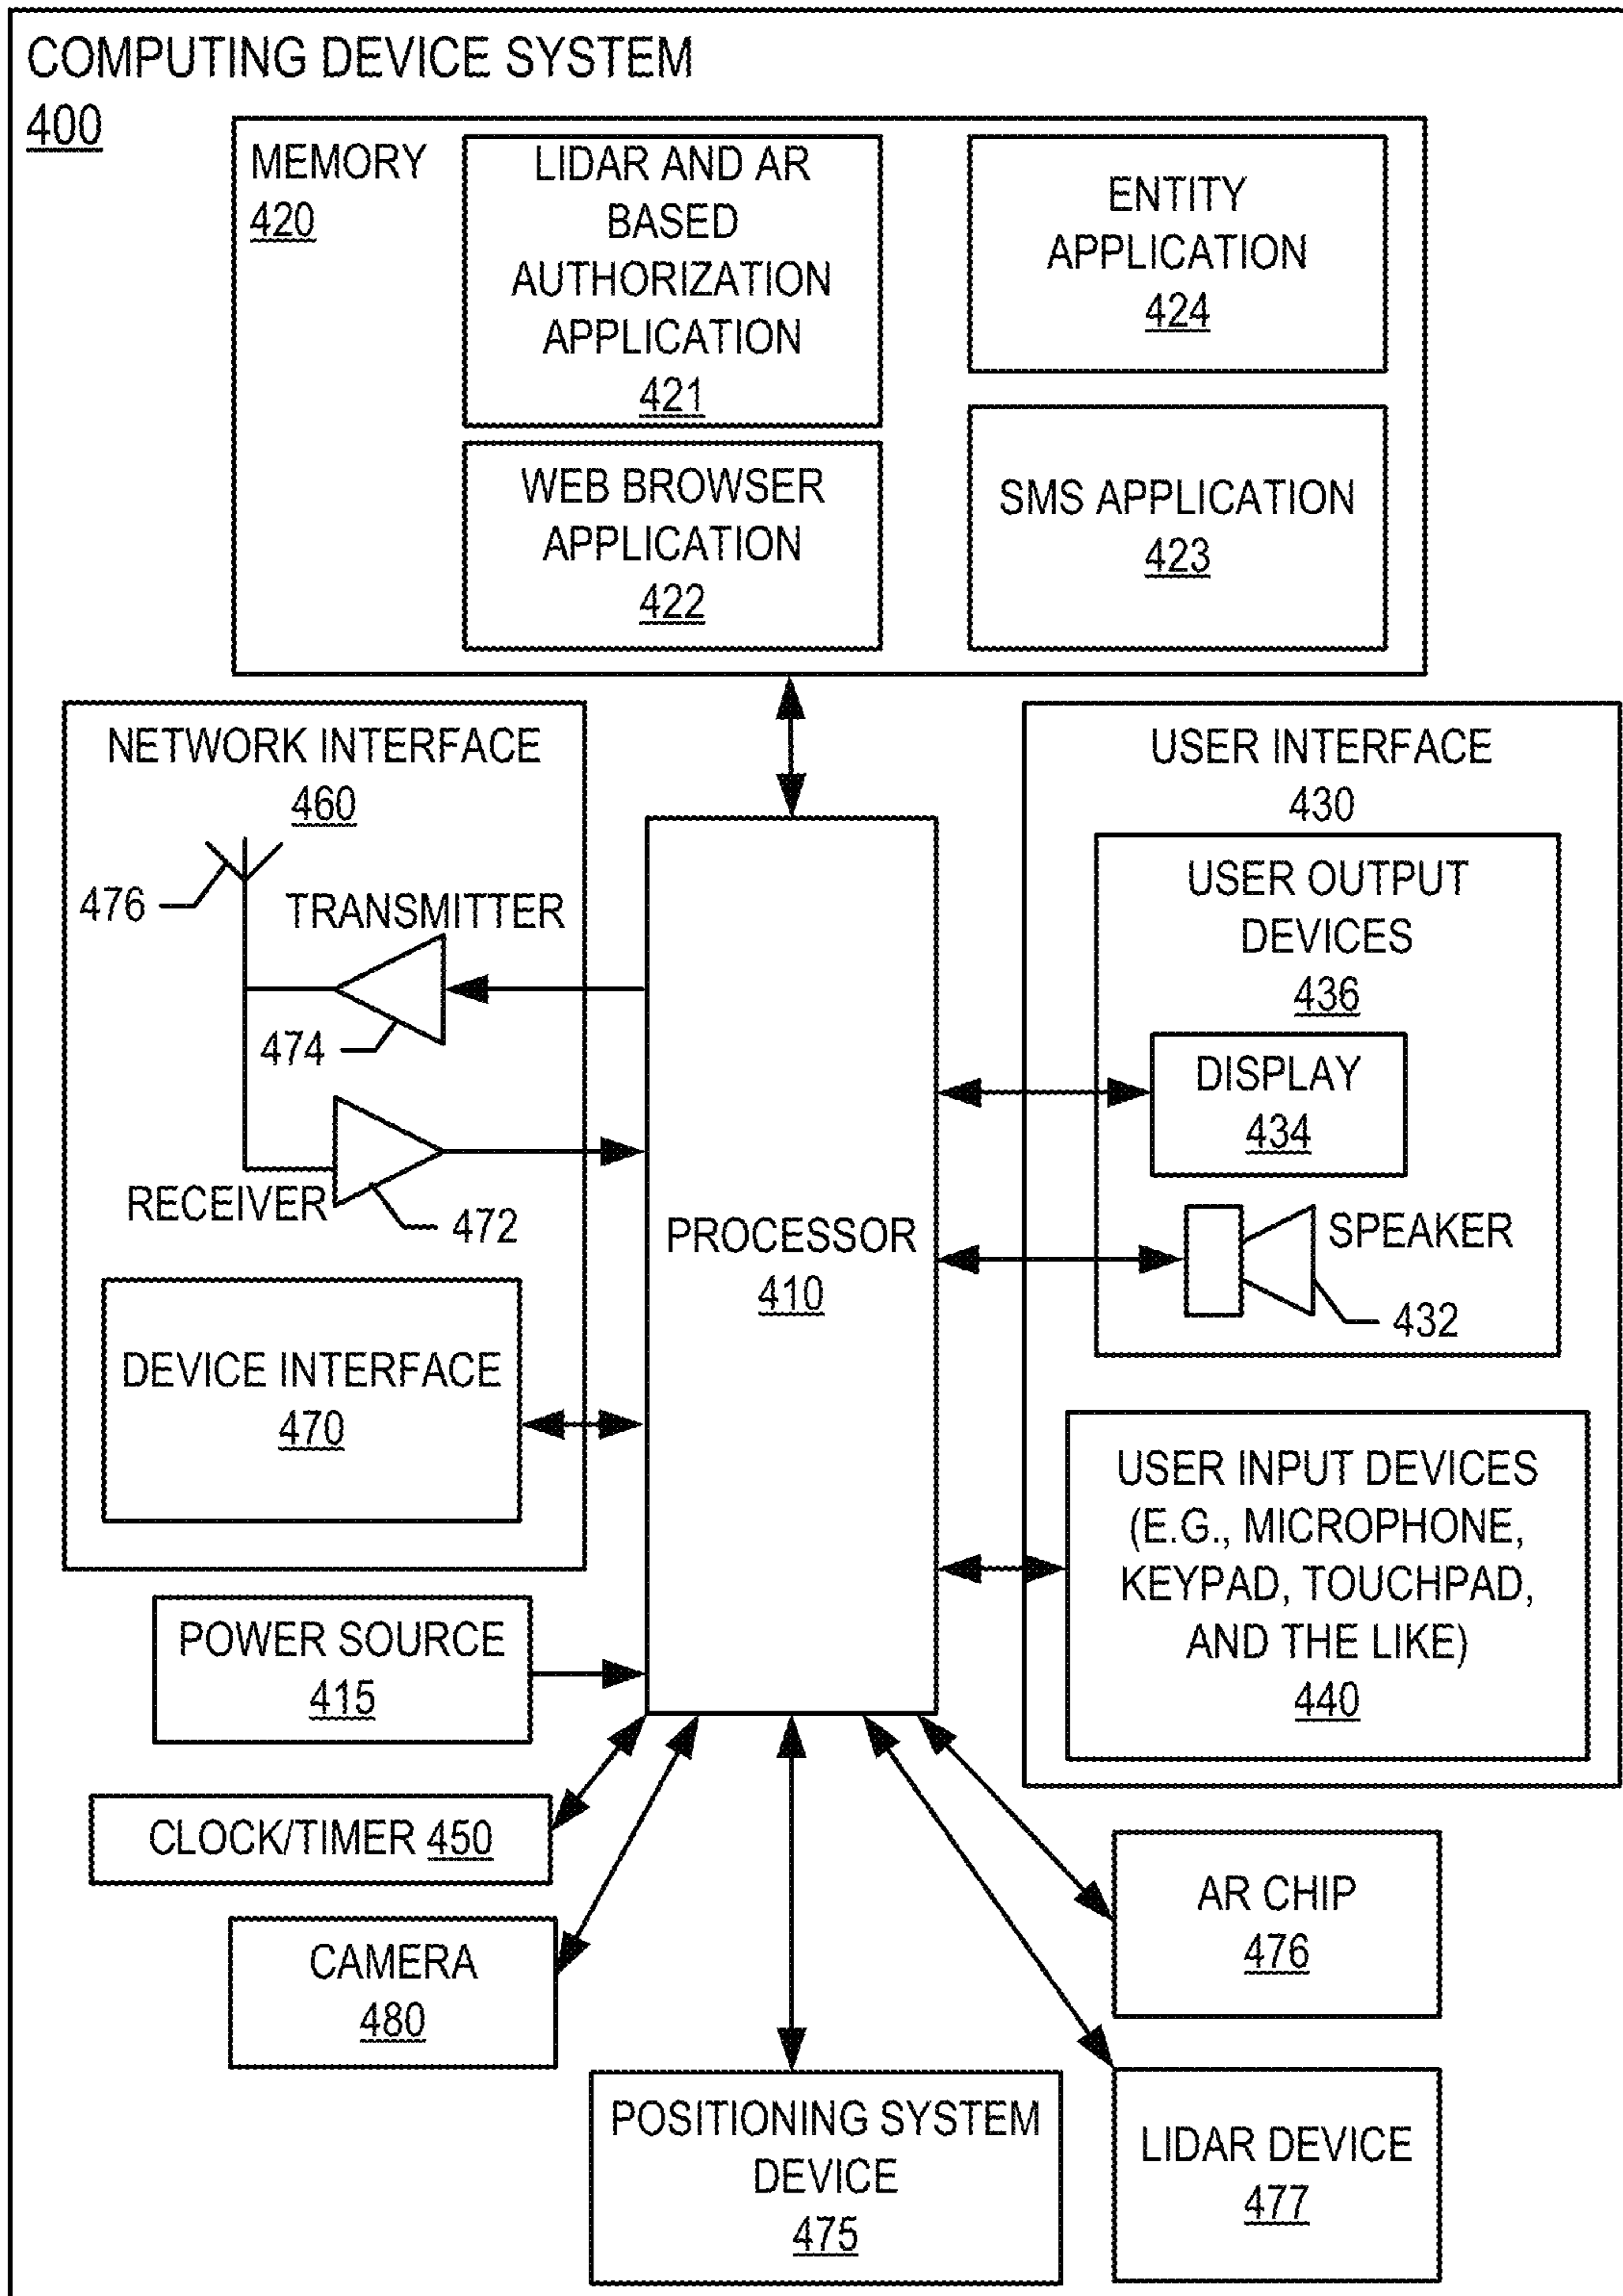 COMPUTING DEVICE SYSTEM
400
MEMORY
420
LIDAR AND AR
BASED
AUTHORIZATION
APPLICATION
421
ENTITY
APPLICATION
424
WEB BROWSER
APPLICATION
422
SMS APPLICATION
423
NETWORK INTERFACE
460
476
TRANSMITTER
474
RECEIVER
472
DEVICE INTERFACE
470
PROCESSOR
410
USER INTERFACE
430
USER OUTPUT
DEVICES
436
DISPLAY
434
SPEAKER
432
USER INPUT DEVICES
(E.G., MICROPHONE,
KEYPAD, TOUCHPAD,
AND THE LIKE)
440
POWER SOURCE
415
CLOCK/TIMER 450
CAMERA
480
POSITIONING SYSTEM
DEVICE
475
AR CHIP
476
LIDAR DEVICE
477